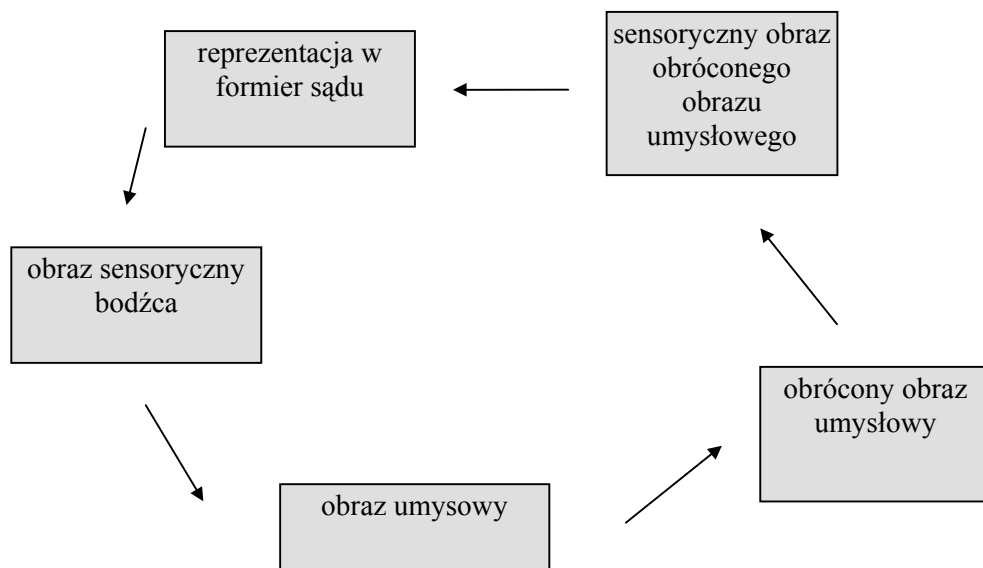 reprezentacja w
formier sądu
sensoryczny obraz
obróconego
obrazu
umysłowego
obraz sensoryczny
bodźca
obrócony obraz
umysłowy
obraz umysowy